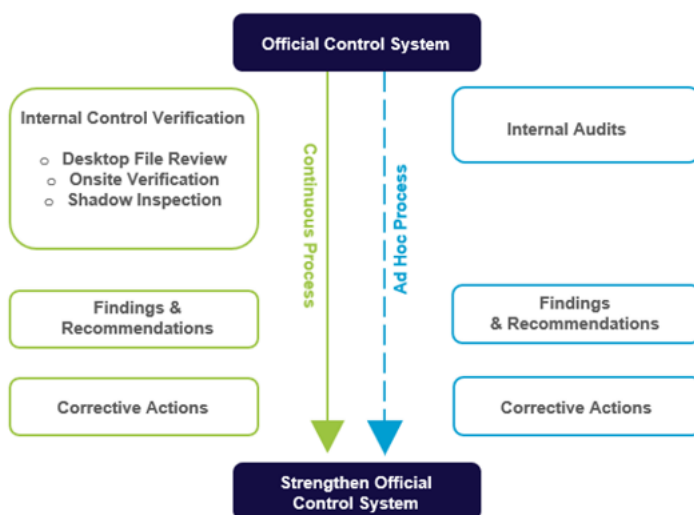 Official Control System
Internal Control Verification
o Desktop File Review
o Onsite Verification
o Shadow Inspection
Findings &
Recommendations
Corrective Actions
Continuous Process
Ad Hoc Process
Internal Audits
Findings
& Recommendations
Corrective Actions
Strengthen Official
Control System